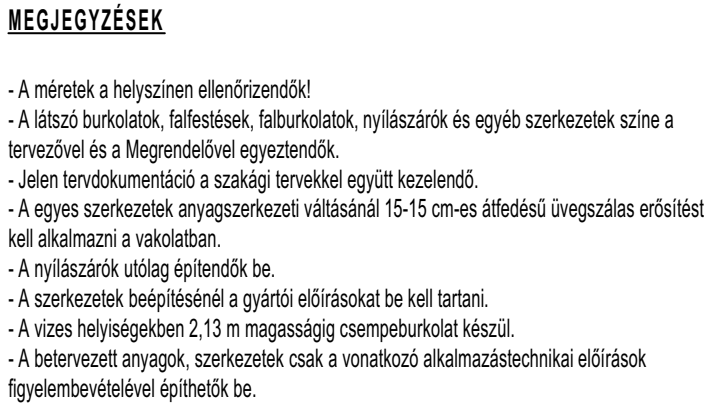 MEGJEGYZÉSEK
- A méretek a helyszínen ellenőrizendők!
- A látszó burkolatok, falfestések, falburkolatok, nyílászárók és egyéb szerkezetek színe a
tervezővel és a Megrendelővel egyeztendők.
- Jelen tervdokumentáció a szakági tervekkel együtt kezelendő.
- A egyes szerkezetek anyagszerkezeti váltásánál 15-15 cm-es átfedésű üvegszálas erősítést
kell alkalmazni a vakolatban.
- A nyílászárók utólag építendők be.
- A szerkezetek beépítésénél a gyártói előírásokat be kell tartani.
- A vizes helyiségekben 2,13 m magasságig csempeburkolat készül.
- A betervezett anyagok, szerkezetek csak a vonatkozó alkalmazástechnikai előírások
figyelembevételével építhetők be.